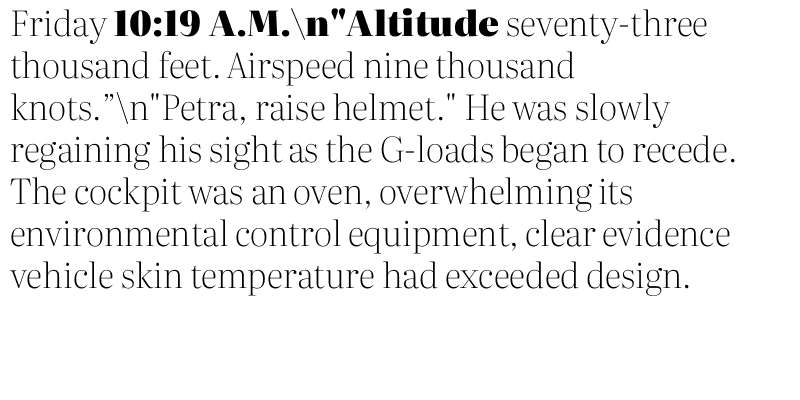 Friday 10:19 A.M.\n"Altitude seventy-three
thousand feet. Airspeed nine thousand
knots.”\n"Petra, raise helmet." He was slowly
regaining his sight as the G-loads began to recede.
The cockpit was an oven, overwhelming its
environmental control equipment, clear evidence
vehicle skin temperature had exceeded design.